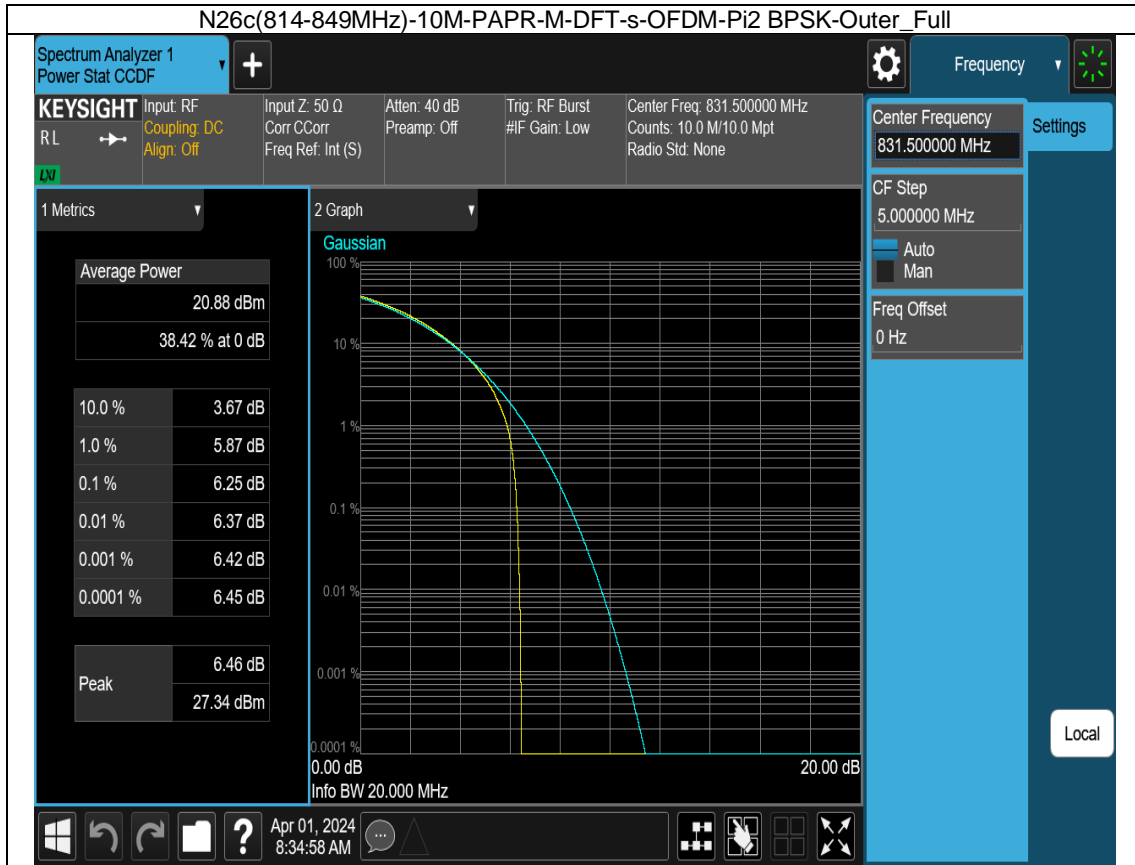 N26c(814-849MHz)-10M-PAPR-M-DFT-s-OFDM-Pi2 BPSK-Outer_Full
Spectrum Analyzer 1
Power Stat CCDF
+
Frequency
KEYSIGHT
R L
LXI
Input: RF
Coupling: DC
Align: Off
Input Z: 50 Ω
Corr CCorr
Freq Ref: Int (S)
Atten: 40 dB
Preamp: Off
Trig: RF Burst
#IF Gain: Low
Center Freq: 831.500000 MHz
Counts: 10.0 M/10.0 Mpt
Radio Std: None
Center Frequency
831.500000 MHz
Settings
CF Step
5.000000 MHz
Auto
Man
Freq Offset
0 Hz
Local
1 Metrics
Average Power
20.88 dBm
38.42 % at 0 dB
10.0 % 3.67 dB
1.0 % 5.87 dB
0.1 % 6.25 dB
0.01 % 6.37 dB
0.001 % 6.42 dB
0.0001 % 6.45 dB
Peak 6.46 dB
27.34 dBm
2 Graph
Gaussian
100 %
10 %
1 %
0.1 %
0.01 %
0.001 %
0.0001 %
0.00 dB 20.00 dB
Info BW 20.000 MHz
?
Apr 01, 2024
8:34:58 AM